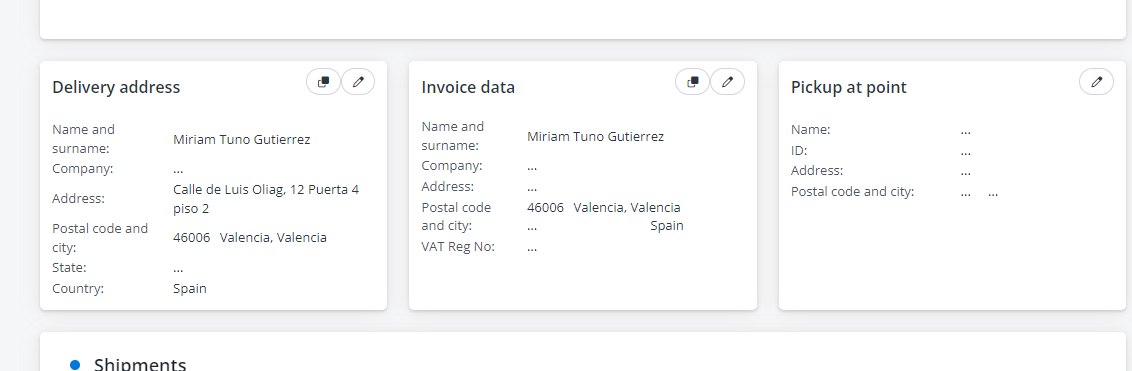 Delivery address
Name and
surname:
Miriam Tuno Gutierrez
Company:
...
Address:
Calle de Luis Oliag, 12 Puerta 4
piso 2
Postal code and
city:
46006 Valencia, Valencia
State:
...
Country:
Spain
Invoice data
Name and
surname:
Miriam Tuno Gutierrez
Company:
...
Address:
...
Postal code
and city:
46006 Valencia, Valencia
... Spain
VAT Reg No:
...
Pickup at point
Name:
...
ID:
...
Address:
...
Postal code and city:
... ...
Shipments